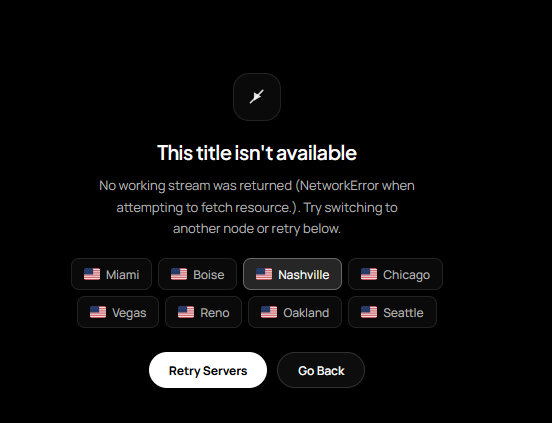 This title isn't available
No working stream was returned (NetworkError when
attempting to fetch resource.). Try switching to
another node or retry below.
Miami Boise Nashville Chicago
Vegas Reno Oakland Seattle
Retry Servers Go Back